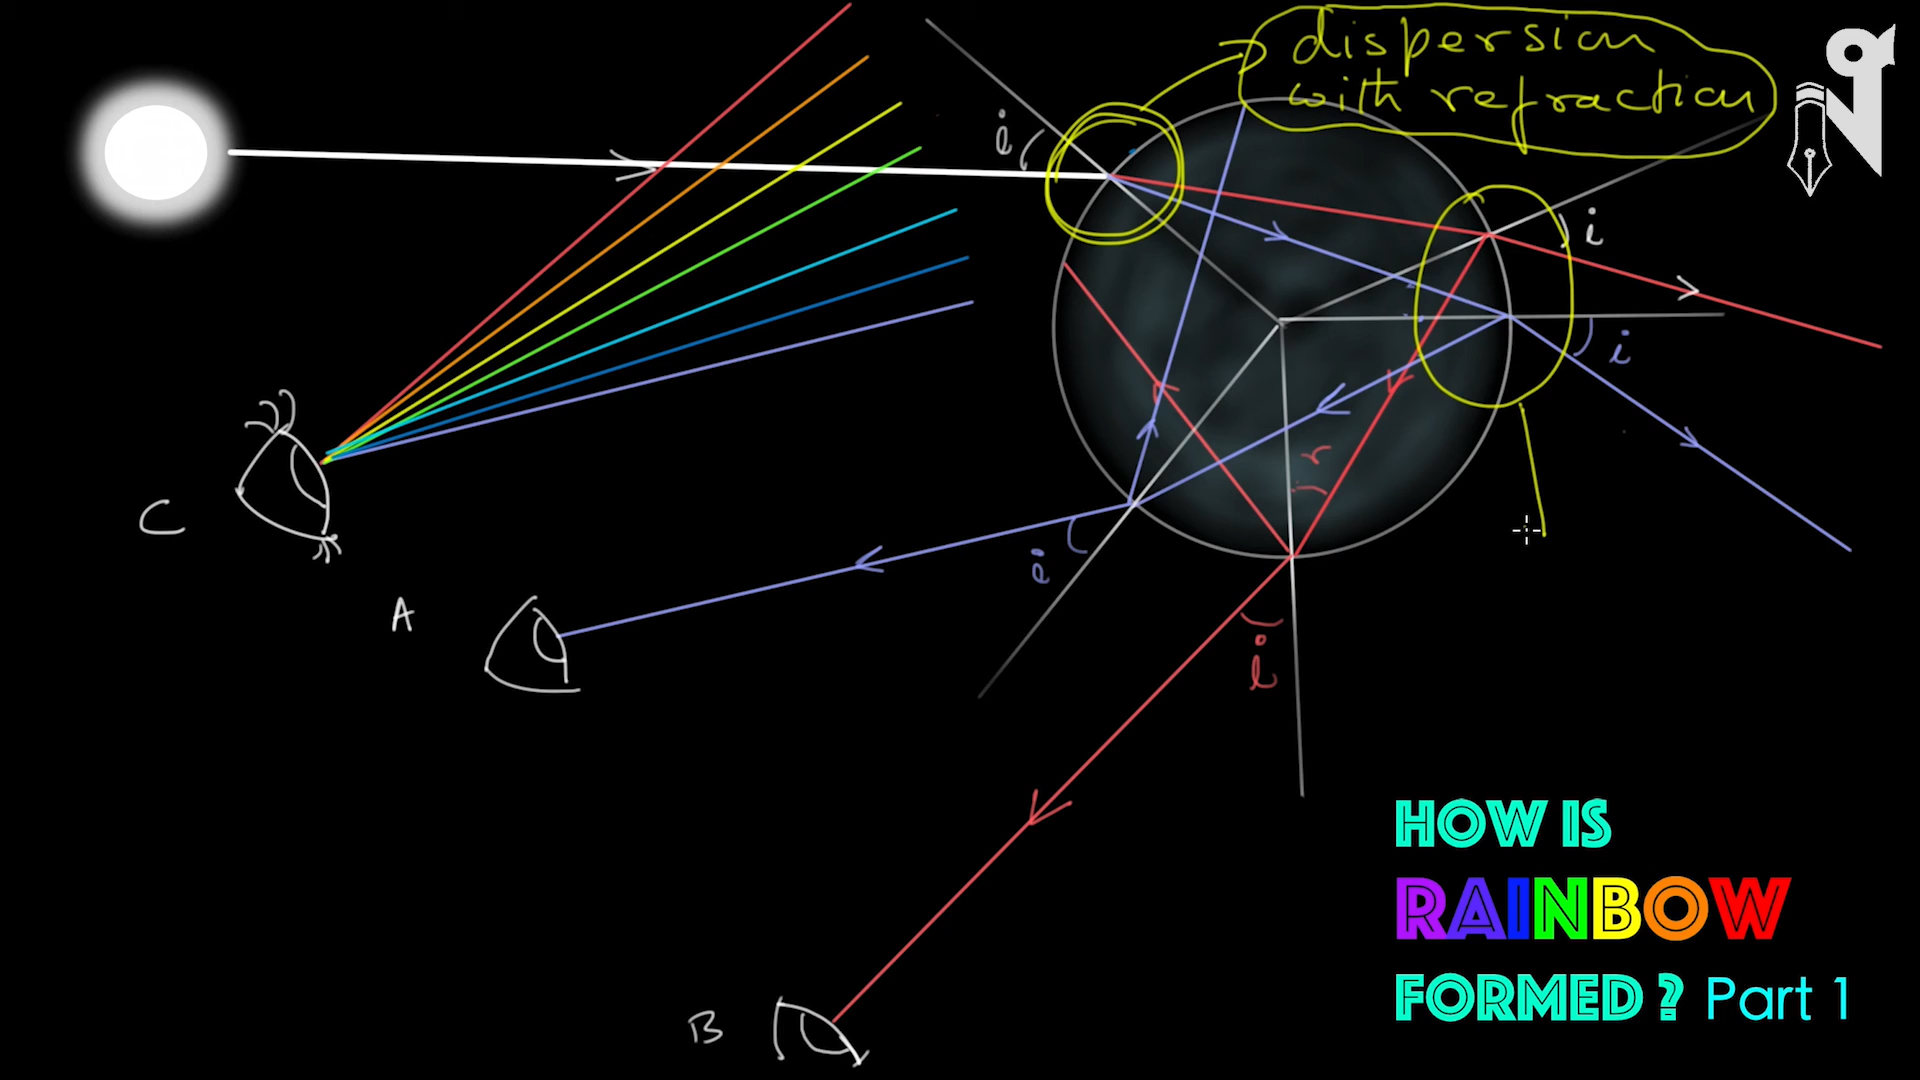 dispersion
with refraction
i
i
i
r
C
A
e
e
B
HOW IS
RAINBOW
FORMED ? Part 1